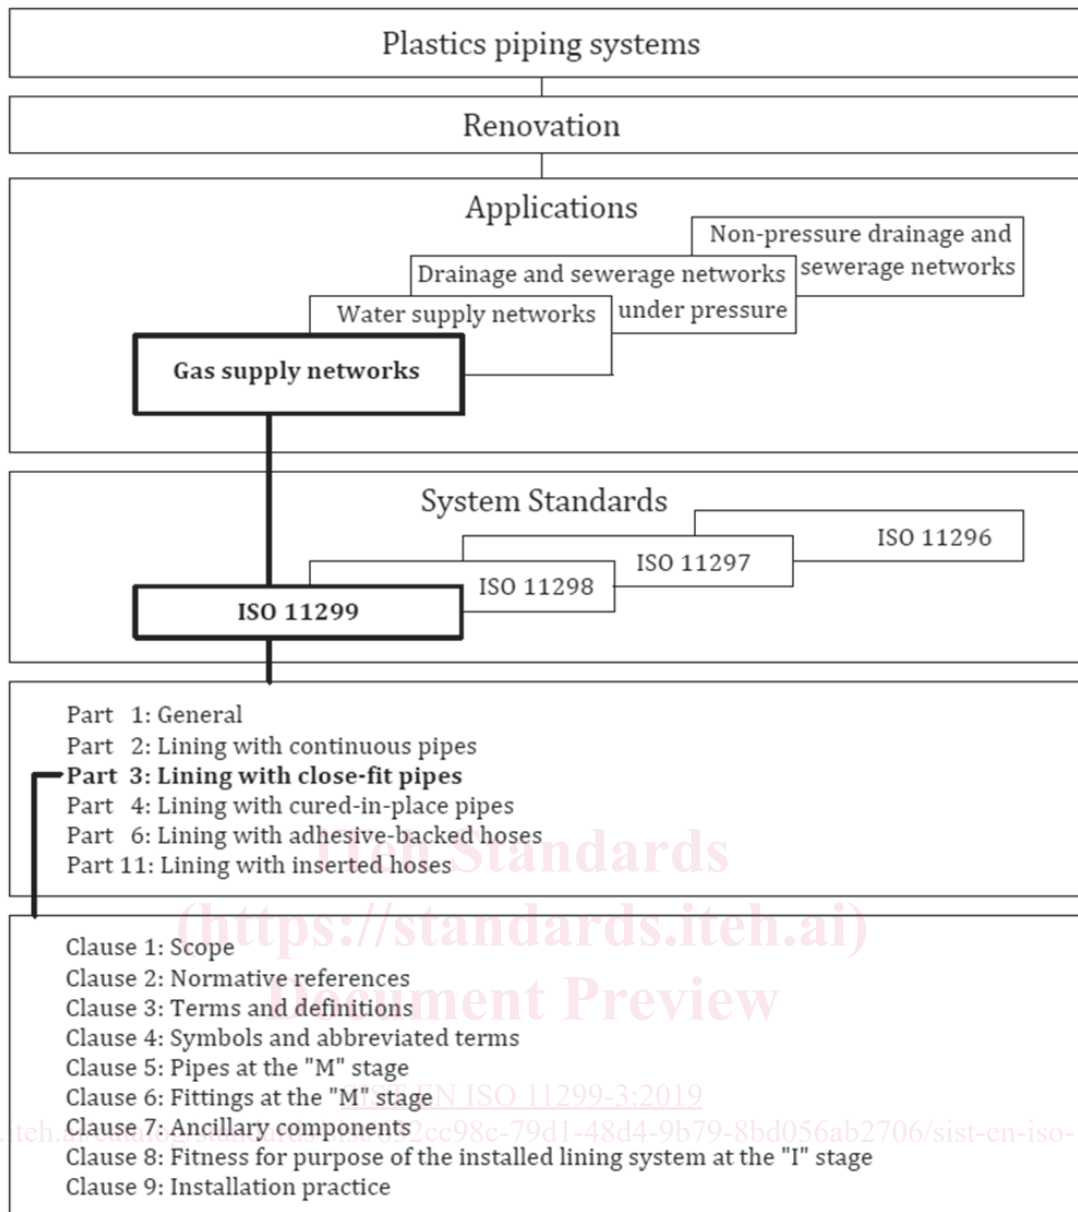 Plastics piping systems
Renovation
Applications
Non-pressure drainage and
sewerage networks
Drainage and sewerage networks
under pressure
Water supply networks
Gas supply networks
System Standards
ISO 11296
ISO 11297
ISO 11298
ISO 11299
Part 1: General
Part 2: Lining with continuous pipes
Part 3: Lining with close-fit pipes
Part 4: Lining with cured-in-place pipes
Part 6: Lining with adhesive-backed hoses
Part 11: Lining with inserted hoses
iTeh Standards
(https://standards.iteh.ai)
Document Preview
Clause 1: Scope
Clause 2: Normative references
Clause 3: Terms and definitions
Clause 4: Symbols and abbreviated terms
Clause 5: Pipes at the "M" stage
Clause 6: Fittings at the "M" stage
SIST EN ISO 11299-3:2019
Clause 7: Ancillary components
Clause 8: Fitness for purpose of the installed lining system at the "I" stage
Clause 9: Installation practice